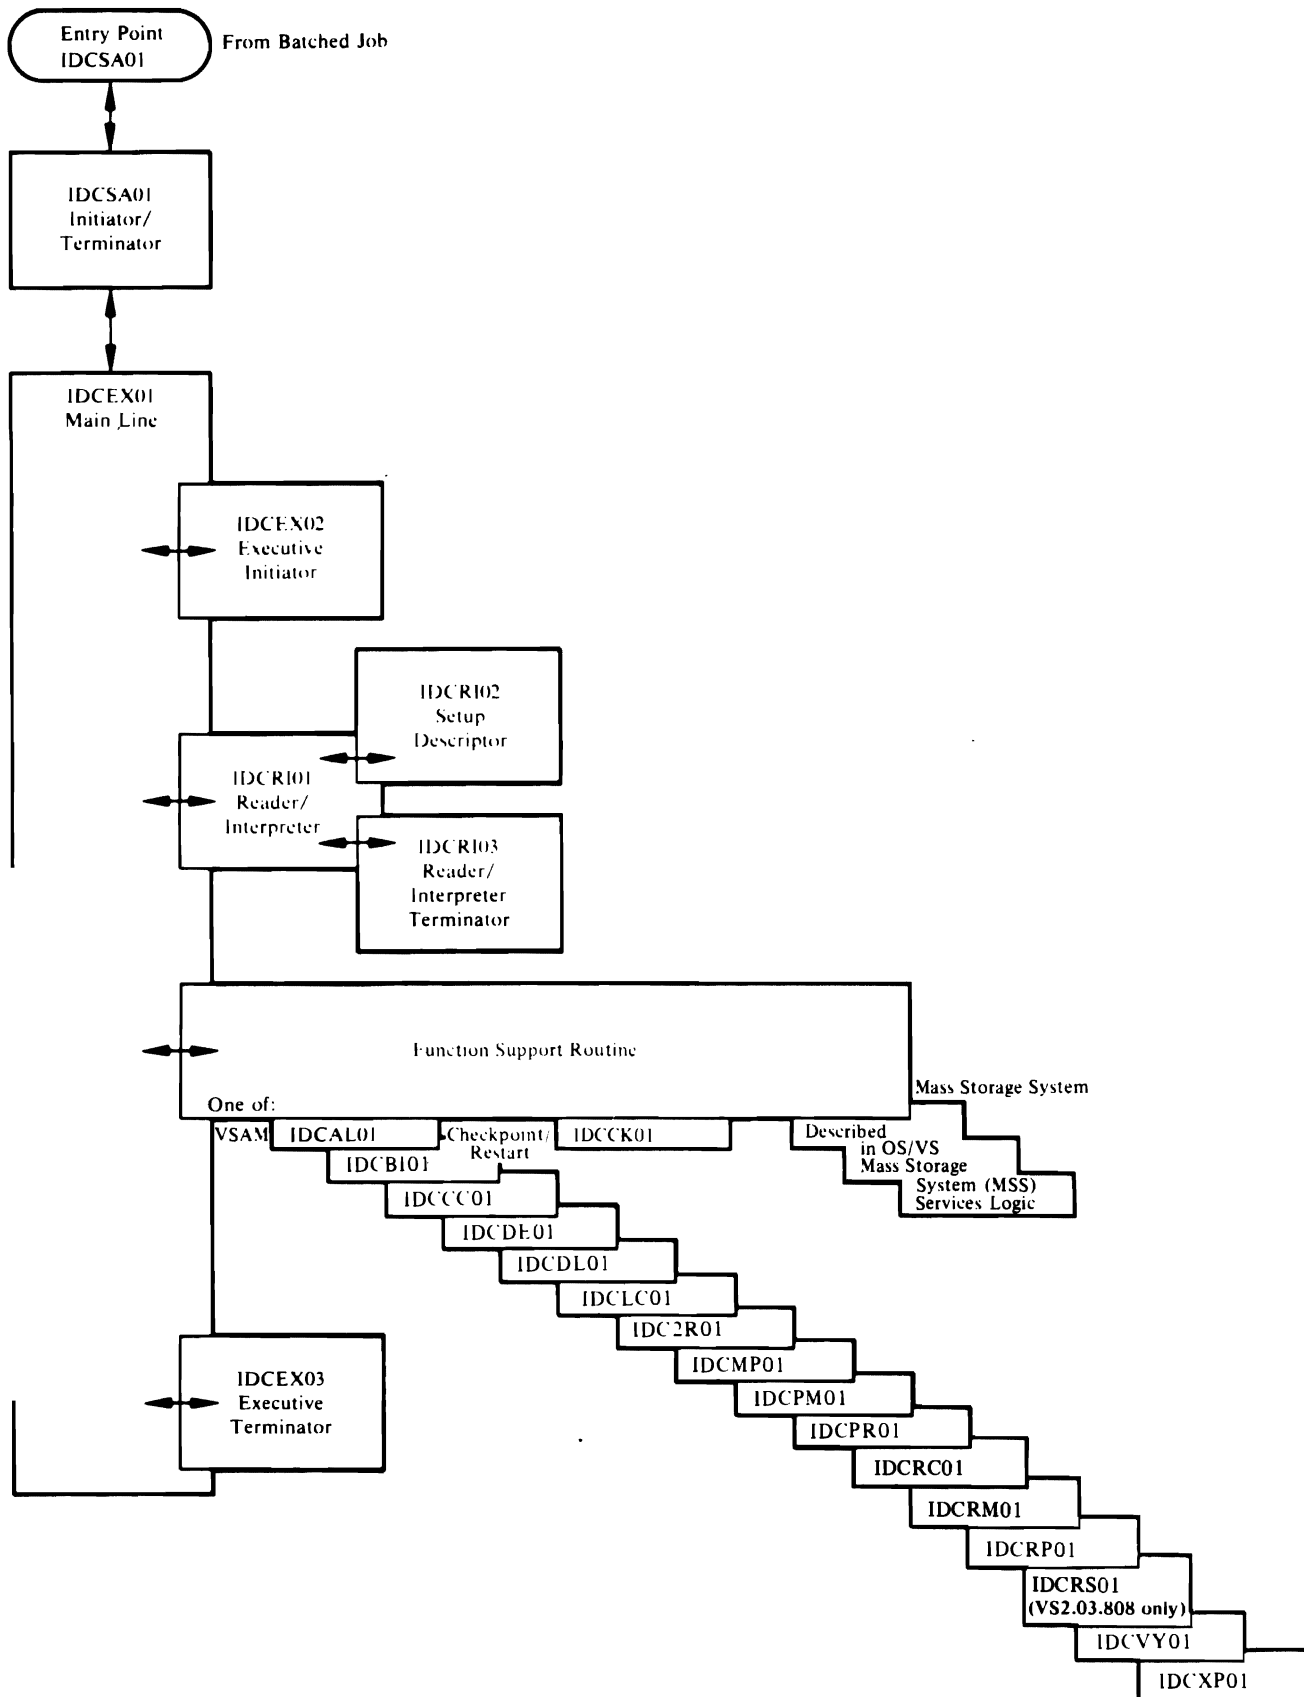 Entry Point
IDCSA01
From Batched Job
IDCSA01
Initiator/
Terminator
IDCEX01
Main Line
IDCEX02
Executive
Initiator
IDCRI02
Setup
Descriptor
IDCRI01
Reader/
Interpreter
IDCRI03
Reader/
Interpreter
Terminator
Function Support Routine
Mass Storage System
One of:
VSAM
IDCAL01
Checkpoint/
Restart
IDCCK01
Described
in OS/VS
Mass Storage
System (MSS)
Services Logic
IDCBI01
IDCCC01
IDCDE01
IDCDL01
IDCLC01
IDC2R01
IDCMP01
IDCPM01
IDCEX03
Executive
Terminator
IDCPR01
IDCRC01
IDCRM01
IDCRP01
IDCRS01
(VS2.03.808 only)
IDCVY01
IDCXP01